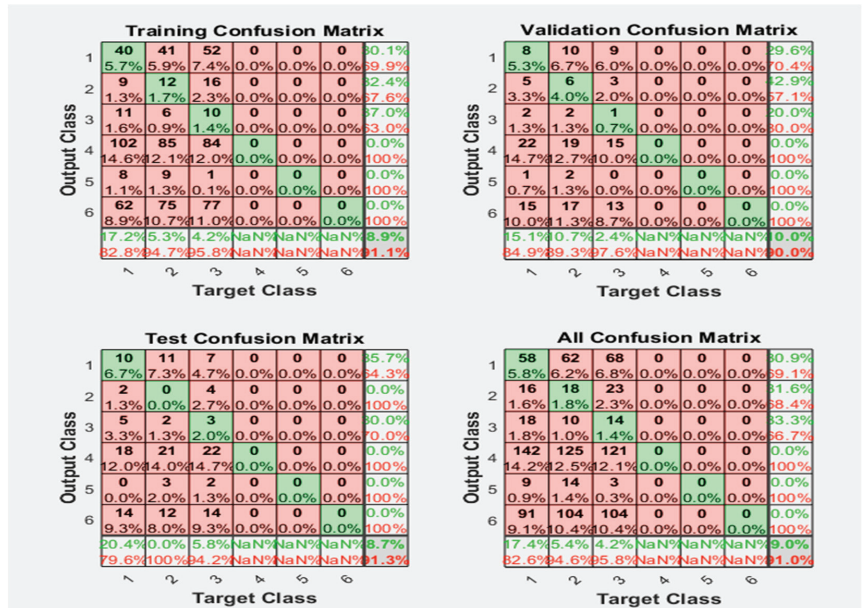 Training Confusion Matrix
Output Class
1
40 41 52 0 0 0
5.7% 5.9% 7.4% 0.0% 0.0% 0.0% 69.9%
2
9 12 16 0 0 0
1.3% 1.7% 2.3% 0.0% 0.0% 0.0% 67.6%
3
11 6 10 0 0 0
1.6% 0.9% 1.4% 0.0% 0.0% 0.0% 63.0%
4
102 85 84 0 0 0 0.0%
14.6% 12.1% 12.0% 0.0% 0.0% 0.0% 100%
5
8 9 1 0 0 0 0.0%
1.1% 1.3% 0.1% 0.0% 0.0% 0.0% 100%
6
62 75 77 0 0 0 0.0%
8.9% 10.7% 11.0% 0.0% 0.0% 0.0% 100%
17.2% 5.3% 4.2% NaN% NaN% NaN% 8.9%
82.8% 94.7% 95.8% NaN% NaN% NaN% 91.1%
1 2 3 4 5 6
Target Class
Validation Confusion Matrix
Output Class
1
8 10 9 0 0 0 29.6%
5.3% 6.7% 6.0% 0.0% 0.0% 0.0% 70.4%
2
5 6 3 0 0 0 42.9%
3.3% 4.0% 2.0% 0.0% 0.0% 0.0% 57.1%
3
2 2 1 0 0 0 20.0%
1.3% 1.3% 0.7% 0.0% 0.0% 0.0% 80.0%
4
22 19 15 0 0 0 0.0%
14.7% 12.7% 10.0% 0.0% 0.0% 0.0% 100%
5
1 2 0 0 0 0 0.0%
0.7% 1.3% 0.0% 0.0% 0.0% 0.0% 100%
6
15 17 13 0 0 0 0.0%
10.0% 11.3% 8.7% 0.0% 0.0% 0.0% 100%
15.1% 10.7% 2.4% NaN% NaN% NaN% 10.0%
84.9% 89.3% 97.6% NaN% NaN% NaN% 90.0%
1 2 3 4 5 6
Target Class
Test Confusion Matrix
Output Class
1
10 11 7 0 0 0 35.7%
6.7% 7.3% 4.7% 0.0% 0.0% 0.0% 64.3%
2
2 0 4 0 0 0 0.0%
1.3% 0.0% 2.7% 0.0% 0.0% 0.0% 100%
3
5 2 3 0 0 0 30.0%
3.3% 1.3% 2.0% 0.0% 0.0% 0.0% 70.0%
4
18 21 22 0 0 0 0.0%
12.0% 14.0% 14.7% 0.0% 0.0% 0.0% 100%
5
0 3 2 0 0 0 0.0%
0.0% 2.0% 1.3% 0.0% 0.0% 0.0% 100%
6
14 12 14 0 0 0 0.0%
9.3% 8.0% 9.3% 0.0% 0.0% 0.0% 100%
20.4% 0.0% 5.8% NaN% NaN% NaN% 8.7%
79.6% 100% 94.2% NaN% NaN% NaN% 91.3%
1 2 3 4 5 6
Target Class
All Confusion Matrix
Output Class
1
58 62 68 0 0 0 30.9%
5.8% 6.2% 6.8% 0.0% 0.0% 0.0% 69.1%
2
16 18 23 0 0 0 31.6%
1.6% 1.8% 2.3% 0.0% 0.0% 0.0% 68.4%
3
18 10 14 0 0 0 33.3%
1.8% 1.0% 1.4% 0.0% 0.0% 0.0% 66.7%
4
142 125 121 0 0 0 0.0%
14.2% 12.5% 12.1% 0.0% 0.0% 0.0% 100%
5
9 14 3 0 0 0 0.0%
0.9% 1.4% 0.3% 0.0% 0.0% 0.0% 100%
6
91 104 104 0 0 0 0.0%
9.1% 10.4% 10.4% 0.0% 0.0% 0.0% 100%
17.4% 5.4% 4.2% NaN% NaN% NaN% 9.0%
82.6% 94.6% 95.8% NaN% NaN% NaN% 91.0%
1 2 3 4 5 6
Target Class